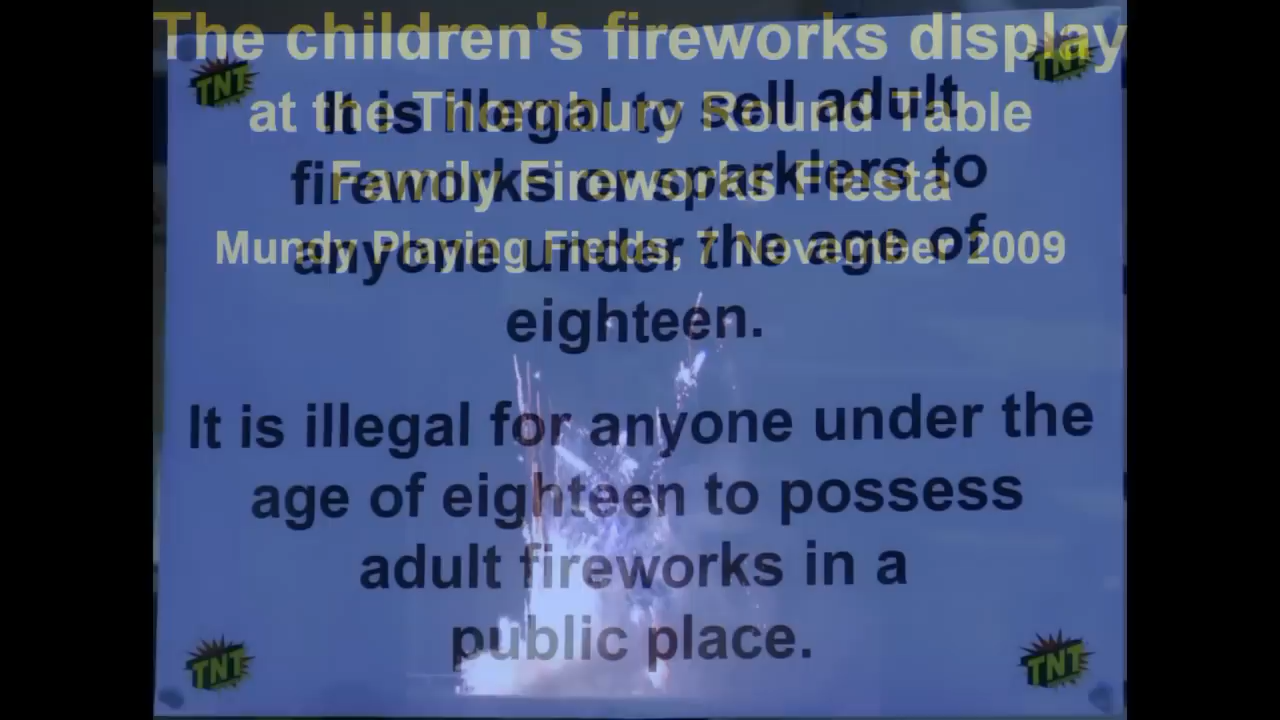 The children's fireworks display
at the Thornbury Round Table
Family Fireworks Fiesta
Mundy Playing Fields, 7 November 2009
TNT
TNT
It is illegal to sell adult
fireworks or sparklers to
anyone under the age of
eighteen.
It is illegal for anyone under the
age of eighteen to possess
adult fireworks in a
public place.
TNT
TNT